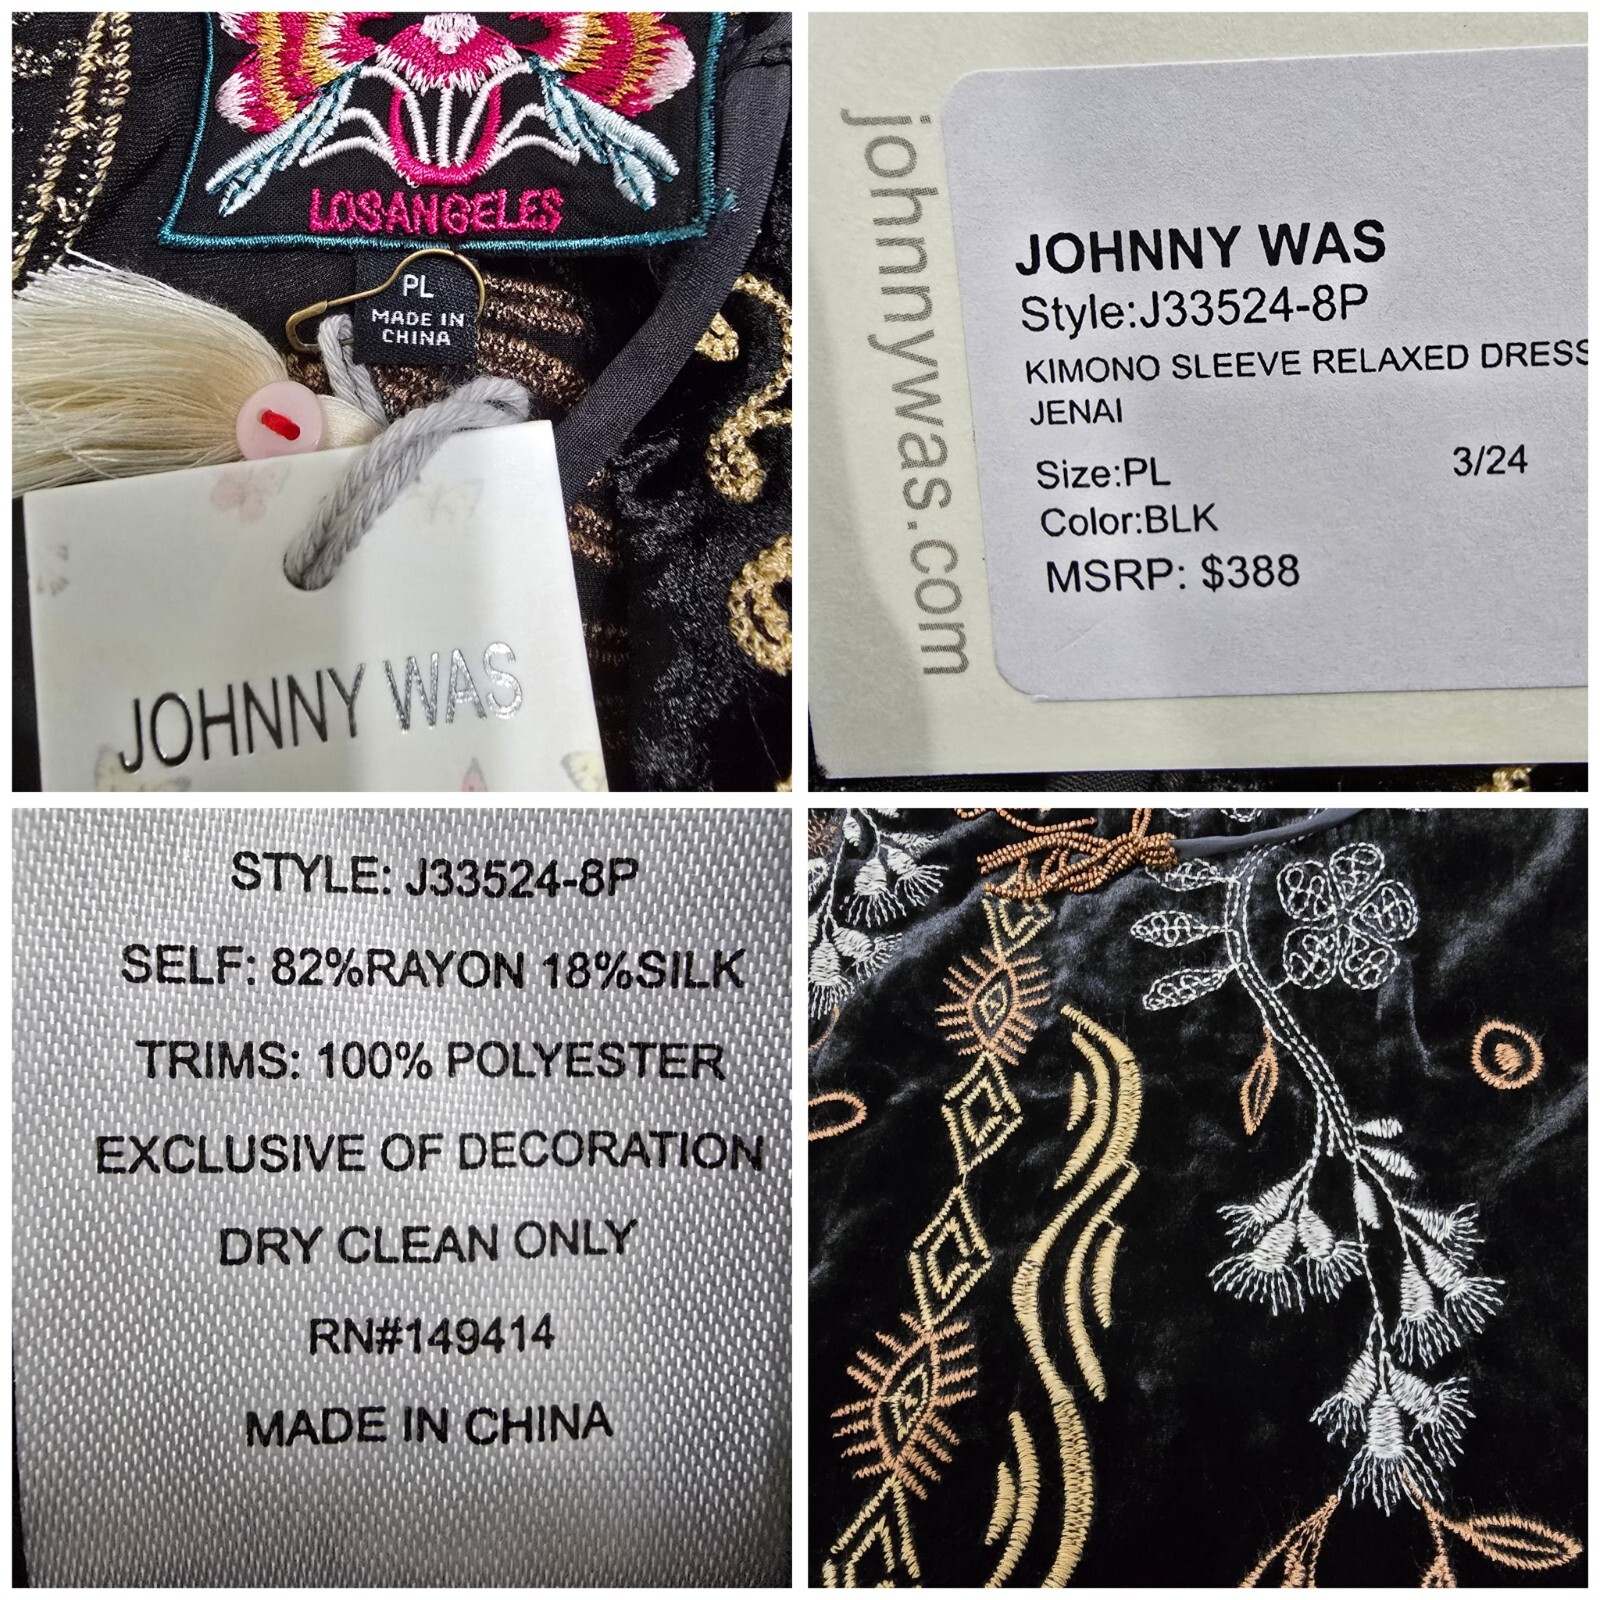 LOS ANGELES
PL
MADE IN
CHINA
JOHNNY WAS
johnnywas.com
JOHNNY WAS
Style:J33524-8P
KIMONO SLEEVE RELAXED DRESS
JENAI
Size:PL 3/24
Color:BLK
MSRP: $388
STYLE: J33524-8P
SELF: 82%RAYON 18%SILK
TRIMS: 100% POLYESTER
EXCLUSIVE OF DECORATION
DRY CLEAN ONLY
RN#149414
MADE IN CHINA